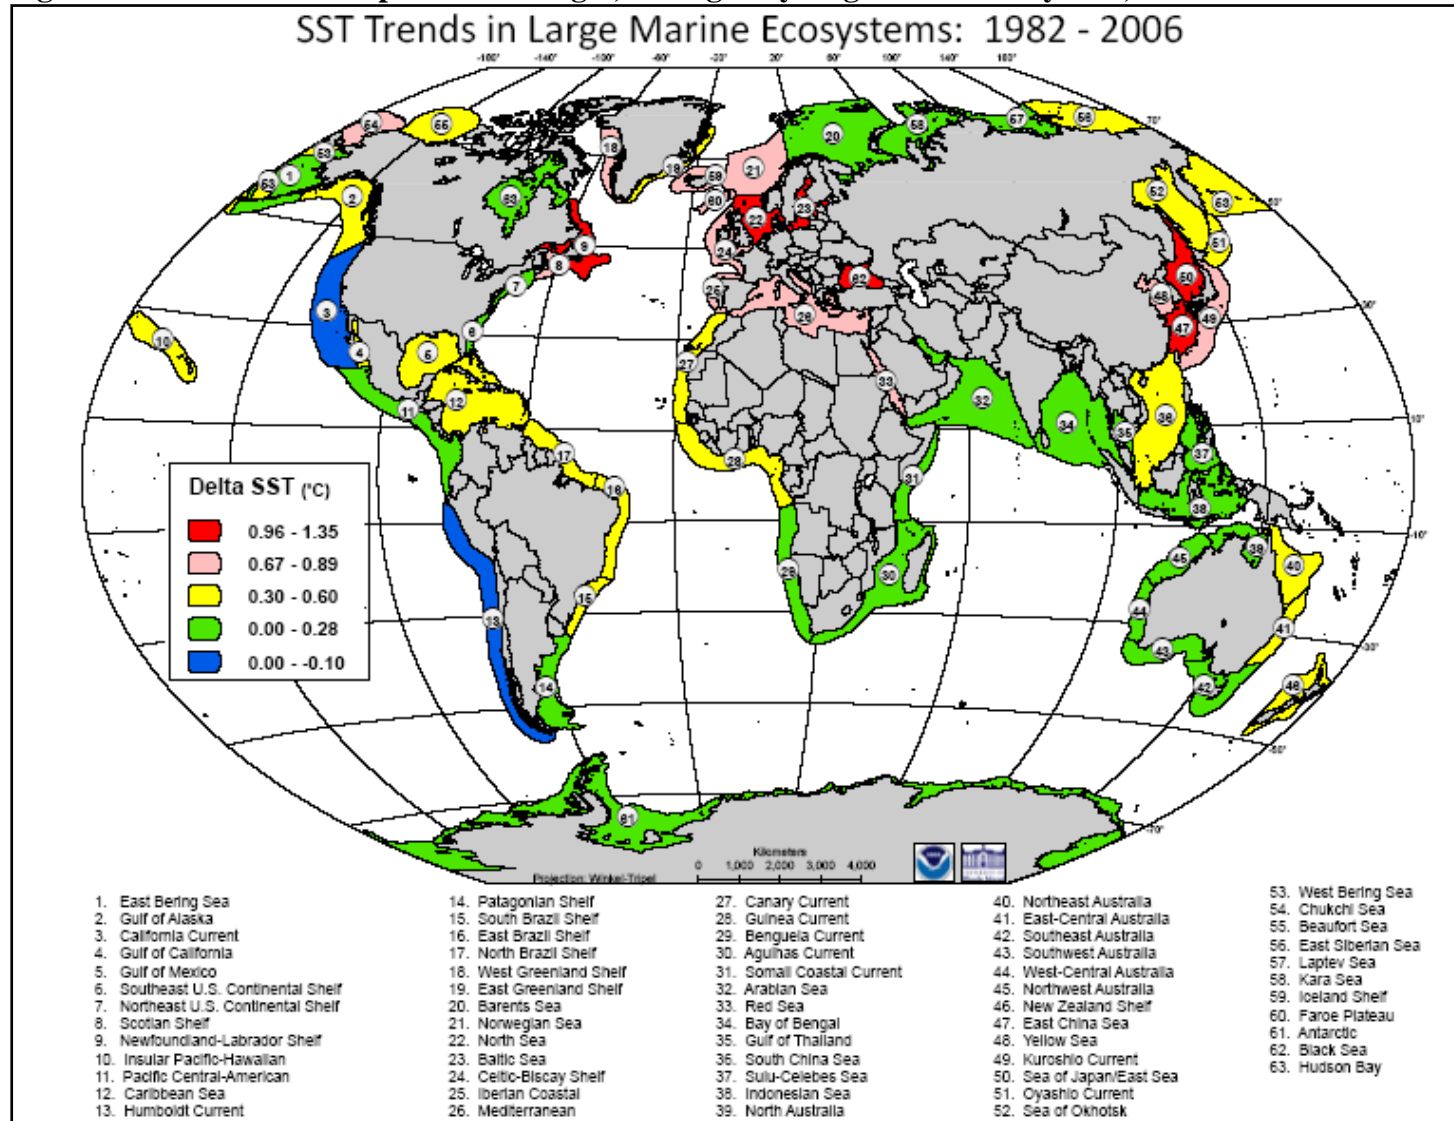 SST Trends in Large Marine Ecosystems: 1982 - 2006
Delta SST (°C)
0.96 - 1.35
0.67 - 0.89
0.30 - 0.60
0.00 - 0.28
0.00 - -0.10
Kilometers
0 1,000 2,000 3,000 4,000
Projection: Winkel-Tripel
1. East Bering Sea
2. Gulf of Alaska
3. California Current
4. Gulf of California
5. Gulf of Mexico
6. Southeast U.S. Continental Shelf
7. Northeast U.S. Continental Shelf
8. Scotian Shelf
9. Newfoundland-Labrador Shelf
10. Insular Pacific-Hawaiian
11. Pacific Central-American
12. Caribbean Sea
13. Humboldt Current
14. Patagonian Shelf
15. South Brazil Shelf
16. East Brazil Shelf
17. North Brazil Shelf
18. West Greenland Shelf
19. East Greenland Shelf
20. Barents Sea
21. Norwegian Sea
22. North Sea
23. Baltic Sea
24. Celtic-Biscay Shelf
25. Iberian Coastal
26. Mediterranean
27. Canary Current
28. Guinea Current
29. Benguela Current
30. Agulhas Current
31. Somali Coastal Current
32. Arabian Sea
33. Red Sea
34. Bay of Bengal
35. Gulf of Thailand
36. South China Sea
37. Sulu-Celebes Sea
38. Indonesian Sea
39. North Australia
40. Northeast Australia
41. East-Central Australia
42. Southeast Australia
43. Southwest Australia
44. West-Central Australia
45. Northwest Australia
46. New Zealand Shelf
47. East China Sea
48. Yellow Sea
49. Kuroshio Current
50. Sea of Japan/East Sea
51. Oyashio Current
52. Sea of Okhotsk
53. West Bering Sea
54. Chukchi Sea
55. Beaufort Sea
56. East Siberian Sea
57. Laptev Sea
58. Kara Sea
59. Iceland Shelf
60. Faroe Plateau
61. Antarctic
62. Black Sea
63. Hudson Bay